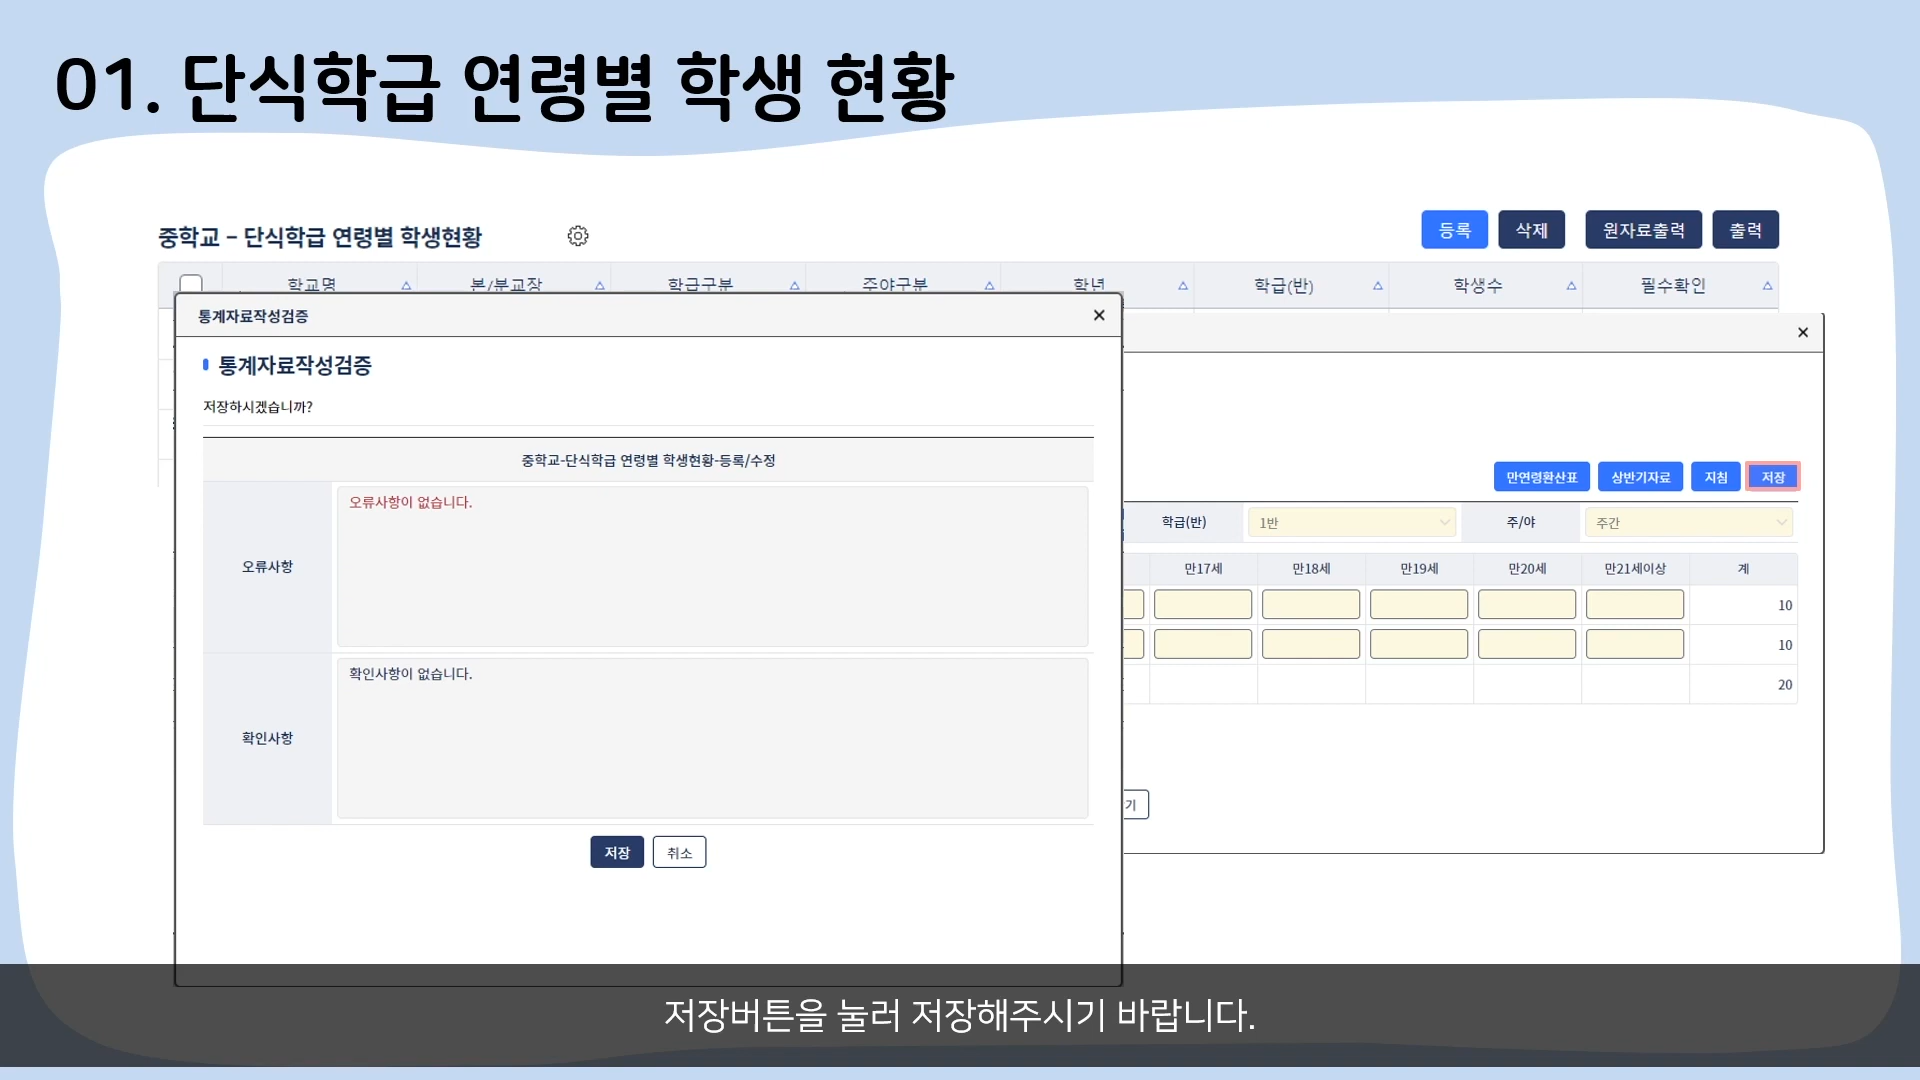 01. 단식학급 연령별 학생 현황
중학교 – 단식학급 연령별 학생현황
등록 삭제 원자료출력 출력
학교명 본/분교장 학급구분 주야구분 학년 학급(반) 학생수 필수확인
통계자료작성검증
통계자료작성검증
저장하시겠습니까?
중학교-단식학급 연령별 학생현황-등록/수정
오류사항
오류사항이 없습니다.
확인사항
확인사항이 없습니다.
저장 취소
만연령환산표 상반기자료 지침 저장
학급(반) 1반 주/야 주간
만17세 만18세 만19세 만20세 만21세이상 계
10
10
20
기
저장버튼을 눌러 저장해주시기 바랍니다.